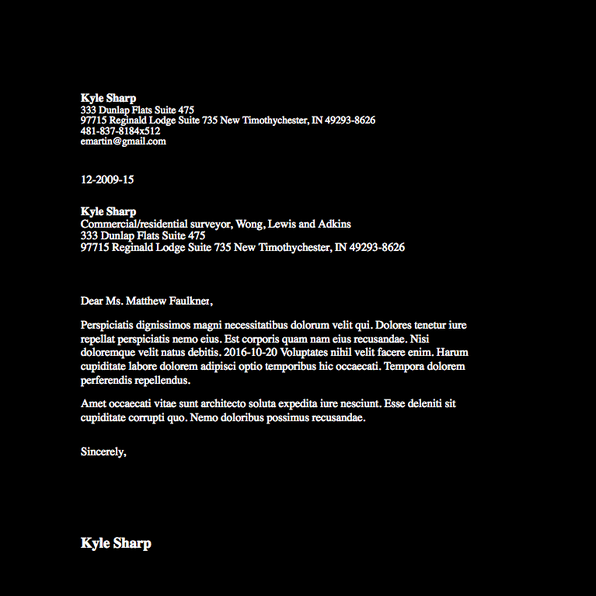 Kyle Sharp
333 Dunlap Flats Suite 475
97715 Reginald Lodge Suite 735 New Timothychester, IN 49293-8626
481-837-8184x512
emartin@gmail.com
12-2009-15
Kyle Sharp
Commercial/residential surveyor, Wong, Lewis and Adkins
333 Dunlap Flats Suite 475
97715 Reginald Lodge Suite 735 New Timothychester, IN 49293-8626
Dear Ms. Matthew Faulkner,
Perspiciatis dignissimos magni necessitatibus dolorum velit qui. Dolores tenetur iure
repellat perspiciatis nemo eius. Est corporis quam nam eius recusandae. Nisi
doloremque velit natus debitis. 2016-10-20 Voluptates nihil velit facere enim. Harum
cupiditate labore dolorem adipisci optio temporibus hic occaecati. Tempora dolorem
perferendis repellendus.
Amet occaecati vitae sunt architecto soluta expedita iure nesciunt. Esse deleniti sit
cupiditate corrupti quo. Nemo doloribus possimus recusandae.
Sincerely,
Kyle Sharp